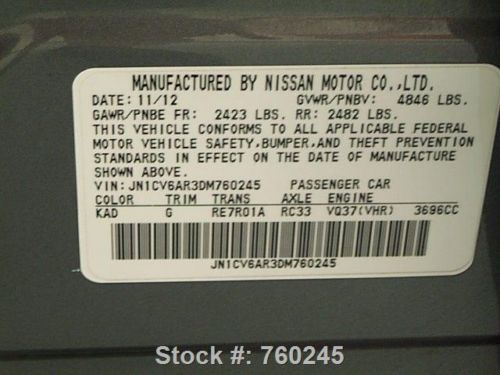 MANUFACTURED BY NISSAN MOTOR CO.,LTD.
DATE: 11/12 GVWR/PNBV: 4846 LBS.
GAWR/PNBE FR: 2423 LBS. RR: 2482 LBS.
THIS VEHICLE CONFORMS TO ALL APPLICABLE FEDERAL
MOTOR VEHICLE SAFETY,BUMPER,AND THEFT PREVENTION
STANDARDS IN EFFECT ON THE DATE OF MANUFACTURE
SHOWN ABOVE.
VIN: JN1CV6AR3DM760245 PASSENGER CAR
COLOR TRIM TRANS AXLE ENGINE
KAD G RE7R01A RC33 VQ37(VHR) 3696CC
JN1CV6AR3DM760245
Stock #: 760245